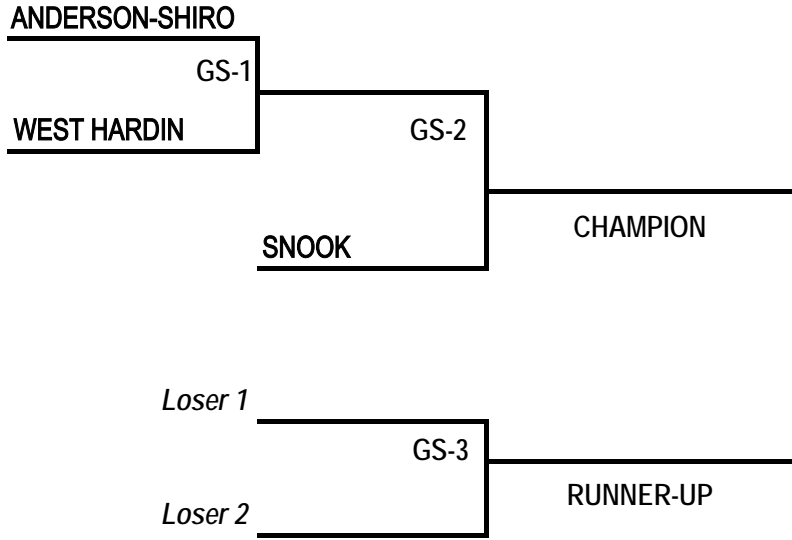 ANDERSON-SHIRO
GS-1
WEST HARDIN
GS-2
SNOOK
CHAMPION
Loser 1
GS-3
RUNNER-UP
Loser 2